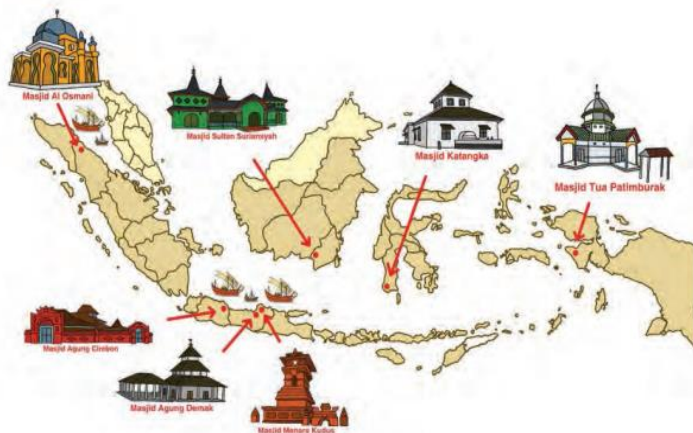 Masjid Al Osmani
Masjid Sultan Suriansyah
Masjid Katangka
Masjid Tua Patimburak
Masjid Agung Cirebon
Masjid Agung Demak
Masjid Menara Kudus